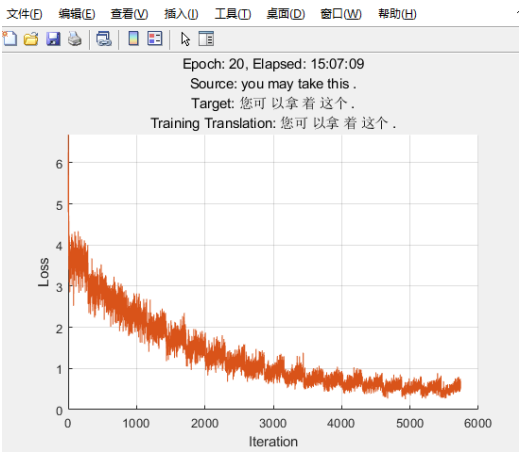 文件(F) 编辑(E) 查看(V) 插入(I) 工具(T) 桌面(D) 窗口(W) 帮助(H)
Epoch: 20, Elapsed: 15:07:09
Source: you may take this .
Target: 您可 以拿 着 这个 .
Training Translation: 您可 以拿 着 这个 .
6
5
4
3
2
1
0
Loss
0 1000 2000 3000 4000 5000 6000
Iteration